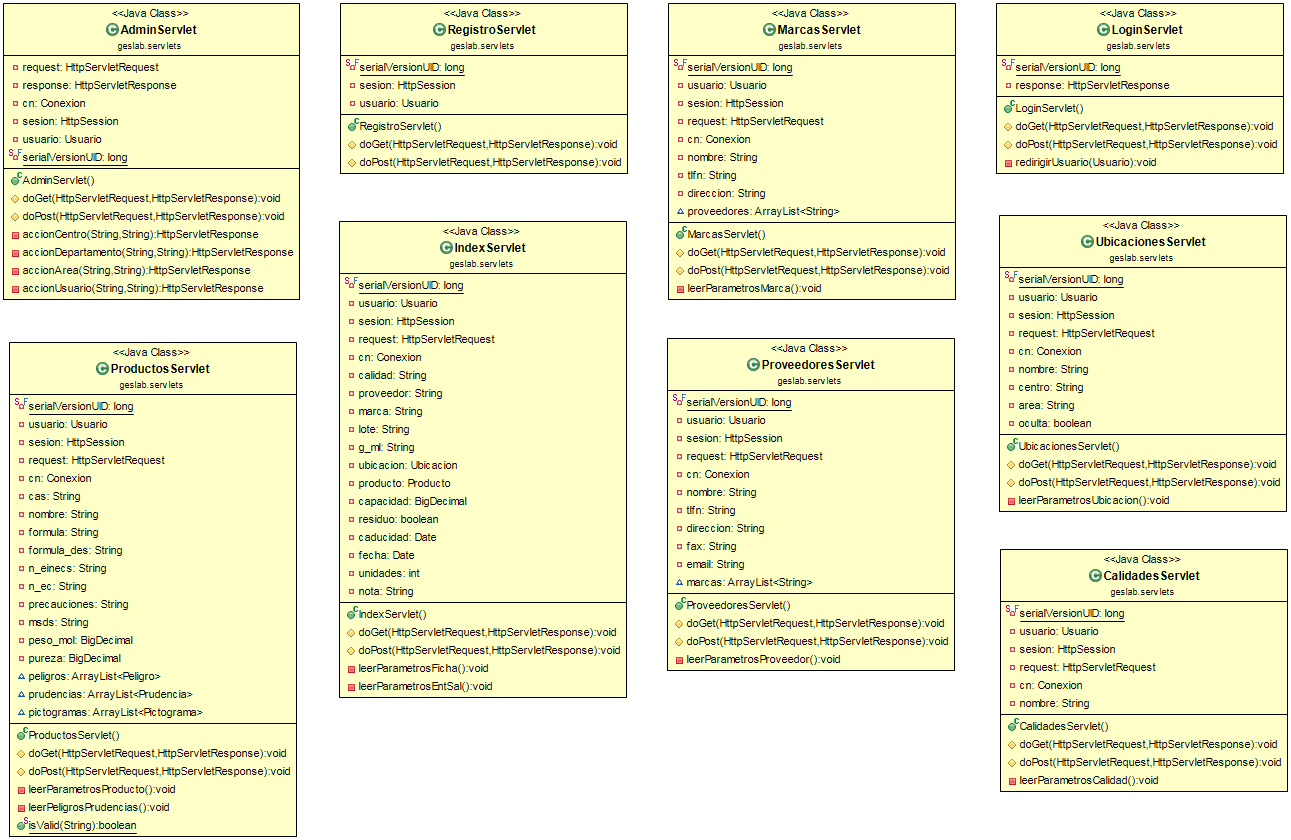 <<Java Class>>
AdminServlet
geslab.servlets
request: HttpServletRequest
response: HttpServletResponse
cn: Conexion
sesion: HttpSession
usuario: Usuario
serialVersionUID: long
AdminServlet()
doGet(HttpServletRequest,HttpServletResponse):void
doPost(HttpServletRequest,HttpServletResponse):void
accionCentro(String,String):HttpServletResponse
accionDepartamento(String,String):HttpServletResponse
accionArea(String,String):HttpServletResponse
accionUsuario(String,String):HttpServletResponse
<<Java Class>>
RegistroServlet
geslab.servlets
serialVersionUID: long
sesion: HttpSession
usuario: Usuario
RegistroServlet()
doGet(HttpServletRequest,HttpServletResponse):void
doPost(HttpServletRequest,HttpServletResponse):void
<<Java Class>>
MarcasServlet
geslab.servlets
serialVersionUID: long
usuario: Usuario
sesion: HttpSession
request: HttpServletRequest
cn: Conexion
nombre: String
tlfn: String
direccion: String
proveedores: ArrayList<String>
MarcasServlet()
doGet(HttpServletRequest,HttpServletResponse):void
doPost(HttpServletRequest,HttpServletResponse):void
leerParametrosMarca():void
<<Java Class>>
LoginServlet
geslab.servlets
serialVersionUID: long
response: HttpServletResponse
LoginServlet()
doGet(HttpServletRequest,HttpServletResponse):void
doPost(HttpServletRequest,HttpServletResponse):void
redirigirUsuario(Usuario):void
<<Java Class>>
ProductosServlet
geslab.servlets
serialVersionUID: long
usuario: Usuario
sesion: HttpSession
request: HttpServletRequest
cn: Conexion
cas: String
nombre: String
formula: String
formula_des: String
n_einecs: String
n_ec: String
precauciones: String
msds: String
peso_mol: BigDecimal
pureza: BigDecimal
peligros: ArrayList<Peligro>
prudencias: ArrayList<Prudencia>
pictogramas: ArrayList<Pictograma>
ProductosServlet()
doGet(HttpServletRequest,HttpServletResponse):void
doPost(HttpServletRequest,HttpServletResponse):void
leerParametrosProducto():void
leerPeligrosPrudencias():void
isValid(String):boolean
<<Java Class>>
IndexServlet
geslab.servlets
serialVersionUID: long
usuario: Usuario
sesion: HttpSession
request: HttpServletRequest
cn: Conexion
calidad: String
proveedor: String
marca: String
lote: String
g_ml: String
ubicacion: Ubicacion
producto: Producto
capacidad: BigDecimal
residuo: boolean
caducidad: Date
fecha: Date
unidades: int
nota: String
IndexServlet()
doGet(HttpServletRequest,HttpServletResponse):void
doPost(HttpServletRequest,HttpServletResponse):void
leerParametrosFicha():void
leerParametrosEntSal():void
<<Java Class>>
ProveedoresServlet
geslab.servlets
serialVersionUID: long
usuario: Usuario
sesion: HttpSession
request: HttpServletRequest
cn: Conexion
nombre: String
tlfn: String
direccion: String
fax: String
email: String
marcas: ArrayList<String>
ProveedoresServlet()
doGet(HttpServletRequest,HttpServletResponse):void
doPost(HttpServletRequest,HttpServletResponse):void
leerParametrosProveedor():void
<<Java Class>>
UbicacionesServlet
geslab.servlets
serialVersionUID: long
usuario: Usuario
sesion: HttpSession
request: HttpServletRequest
cn: Conexion
nombre: String
centro: String
area: String
oculta: boolean
UbicacionesServlet()
doGet(HttpServletRequest,HttpServletResponse):void
doPost(HttpServletRequest,HttpServletResponse):void
leerParametrosUbicacion():void
<<Java Class>>
CalidadesServlet
geslab.servlets
serialVersionUID: long
usuario: Usuario
sesion: HttpSession
request: HttpServletRequest
cn: Conexion
nombre: String
CalidadesServlet()
doGet(HttpServletRequest,HttpServletResponse):void
doPost(HttpServletRequest,HttpServletResponse):void
leerParametrosCalidad():void